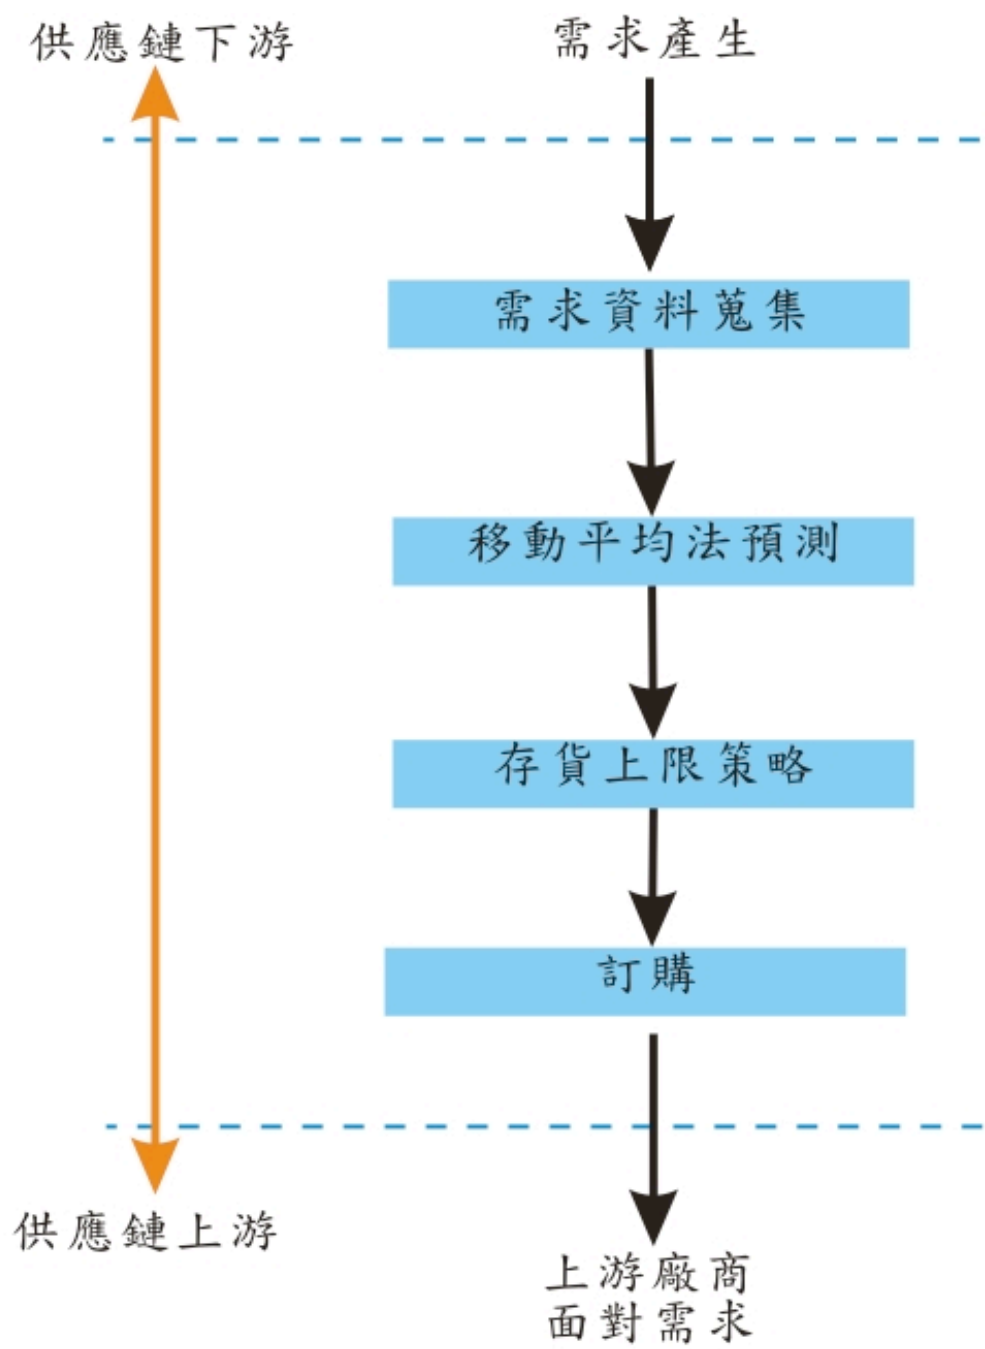 供應鏈下游
需求產生
需求資料蒐集
移動平均法預測
存貨上限策略
訂購
供應鏈上游
上游廠商
面對需求